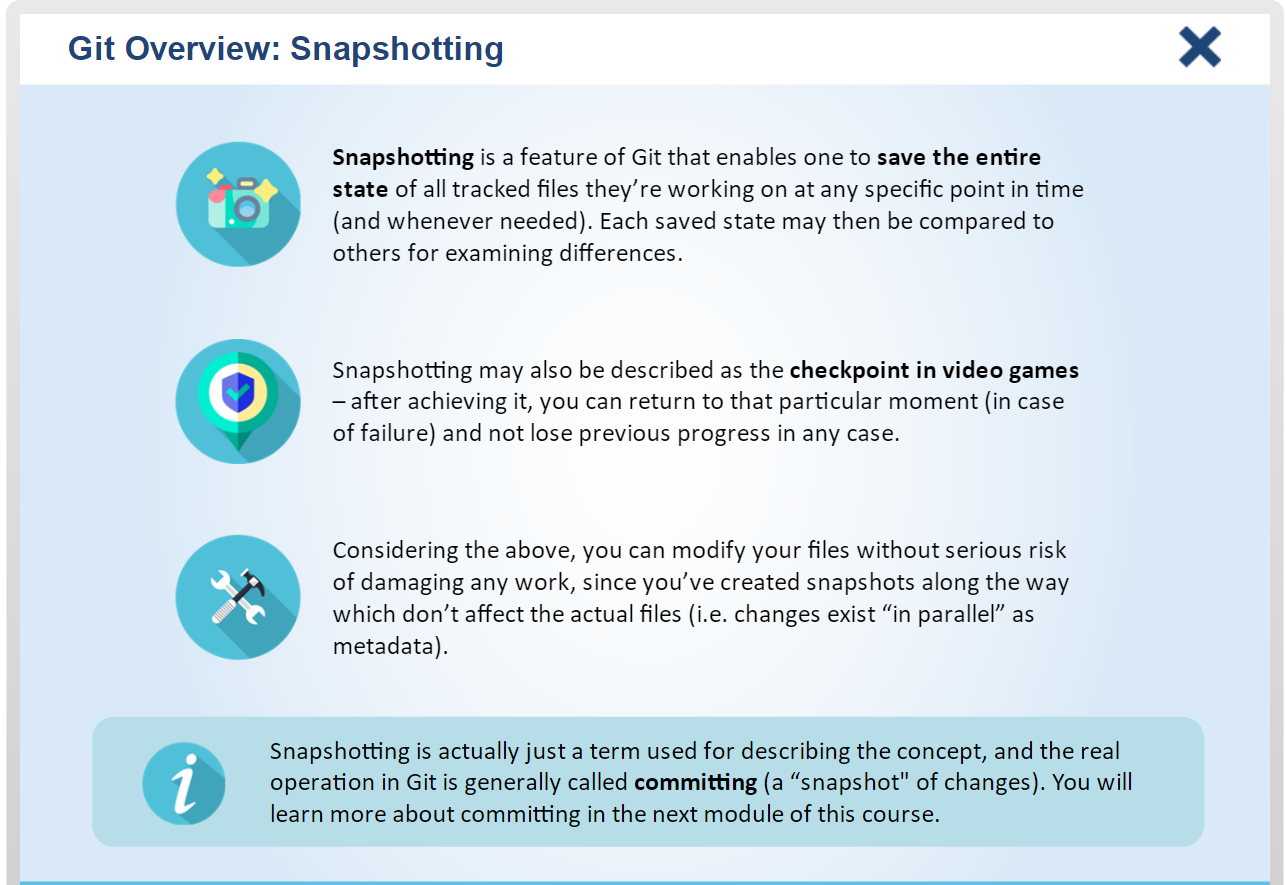 Git Overview: Snapshotting
Snapshotting is a feature of Git that enables one to save the entire
state of all tracked files they’re working on at any specific point in time
(and whenever needed). Each saved state may then be compared to
others for examining differences.
Snapshotting may also be described as the checkpoint in video games
– after achieving it, you can return to that particular moment (in case
of failure) and not lose previous progress in any case.
Considering the above, you can modify your files without serious risk
of damaging any work, since you’ve created snapshots along the way
which don’t affect the actual files (i.e. changes exist “in parallel” as
metadata).
Snapshotting is actually just a term used for describing the concept, and the real
operation in Git is generally called committing (a “snapshot" of changes). You will
learn more about committing in the next module of this course.